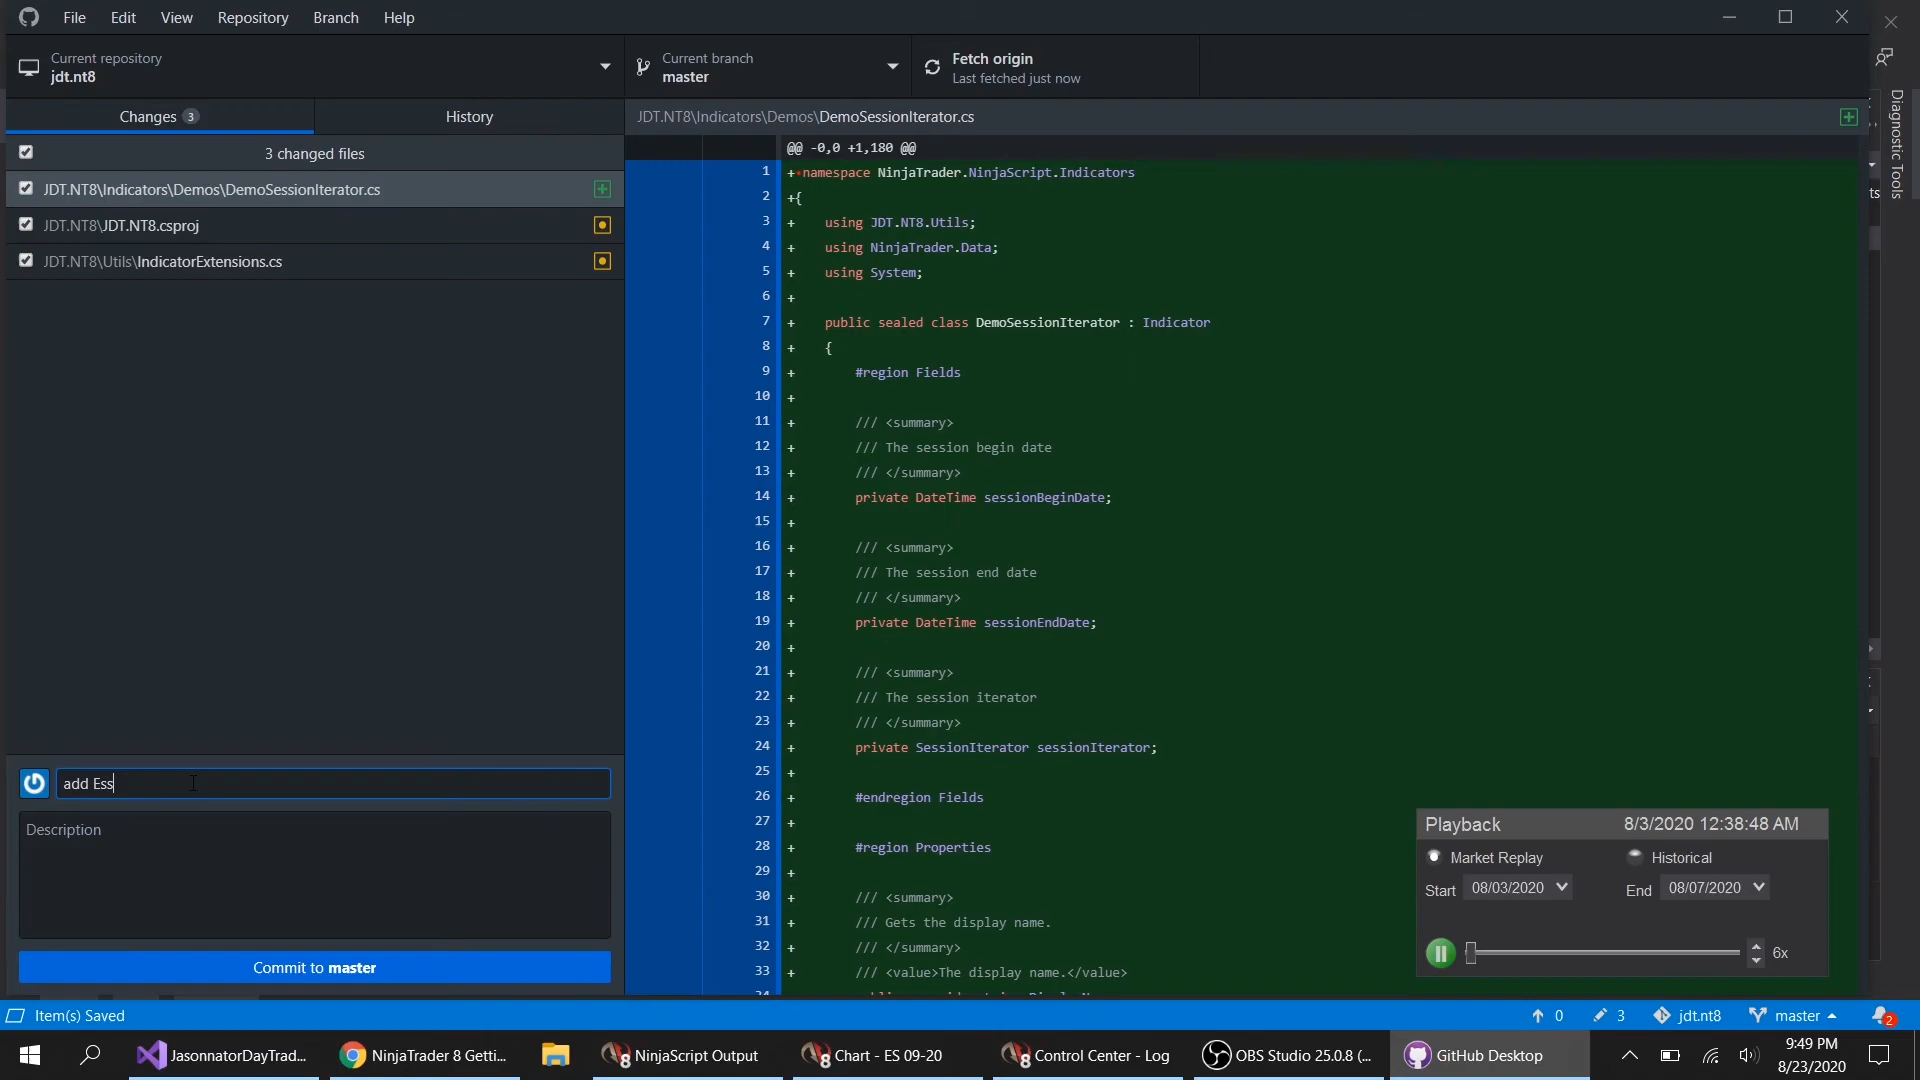 File Edit View Repository Branch Help
Current repository
jdt.nt8
Current branch
master
Fetch origin
Last fetched just now
Changes 3
History
3 changed files
JDT.NT8\Indicators\Demos\DemoSessionIterator.cs
JDT.NT8\JDT.NT8.csproj
JDT.NT8\Utils\IndicatorExtensions.cs
add Ess
Description
Commit to master
JDT.NT8\Indicators\Demos\DemoSessionIterator.cs
@@ -0,0 +1,180 @@
1 +namespace NinjaTrader.NinjaScript.Indicators
2 +{
3 + using JDT.NT8.Utils;
4 + using NinjaTrader.Data;
5 + using System;
6 +
7 + public sealed class DemoSessionIterator : Indicator
8 + {
9 + #region Fields
10 +
11 + /// <summary>
12 + /// The session begin date
13 + /// </summary>
14 + private DateTime sessionBeginDate;
15 +
16 + /// <summary>
17 + /// The session end date
18 + /// </summary>
19 + private DateTime sessionEndDate;
20 +
21 + /// <summary>
22 + /// The session iterator
23 + /// </summary>
24 + private SessionIterator sessionIterator;
25 +
26 + #endregion Fields
27 +
28 + #region Properties
29 +
30 + /// <summary>
31 + /// Gets the display name.
32 + /// </summary>
33 + /// <value>The display name.</value>
Diagnostic Tools
ts
Playback 8/3/2020 12:38:48 AM
Market Replay Historical
Start 08/03/2020 End 08/07/2020
6x
Item(s) Saved
0 3 jdt.nt8 master 2
JasonnatorDayTrad...
NinjaTrader 8 Getti...
NinjaScript Output
Chart - ES 09-20
Control Center - Log
OBS Studio 25.0.8 (...
GitHub Desktop
9:49 PM
8/23/2020